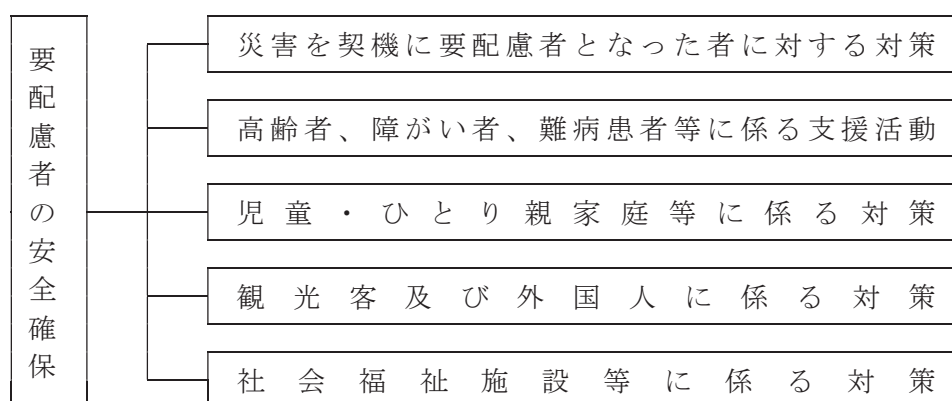 要配慮者の安全確保
災害を契機に要配慮者となった者に対する対策
高齢者、障がい者、難病患者等に係る支援活動
児童・ひとり親家庭等に係る対策
観光客及び外国人に係る対策
社会福祉施設等に係る対策